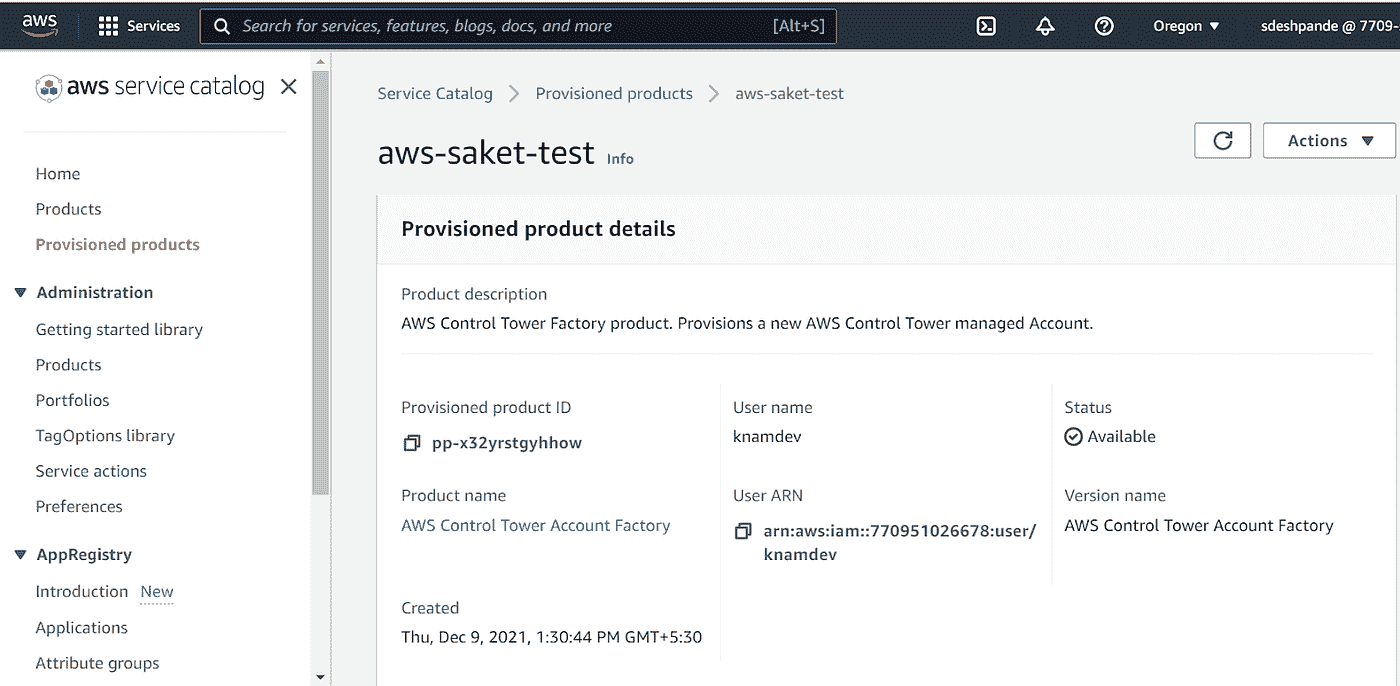 aws Services Search for services, features, blogs, docs, and more [Alt+S] Oregon sdeshpande @ 7709-
aws service catalog
Home
Products
Provisioned products
Administration
Getting started library
Products
Portfolios
TagOptions library
Service actions
Preferences
AppRegistry
Introduction New
Applications
Attribute groups
Service Catalog Provisioned products aws-saket-test
aws-saket-test Info
Actions
Provisioned product details
Product description
AWS Control Tower Factory product. Provisions a new AWS Control Tower managed Account.
Provisioned product ID
pp-x32yrstgyhhow
Product name
AWS Control Tower Account Factory
Created
Thu, Dec 9, 2021, 1:30:44 PM GMT+5:30
User name
knamdev
User ARN
arn:aws:iam::770951026678:user/
knamdev
Status
Available
Version name
AWS Control Tower Account Factory